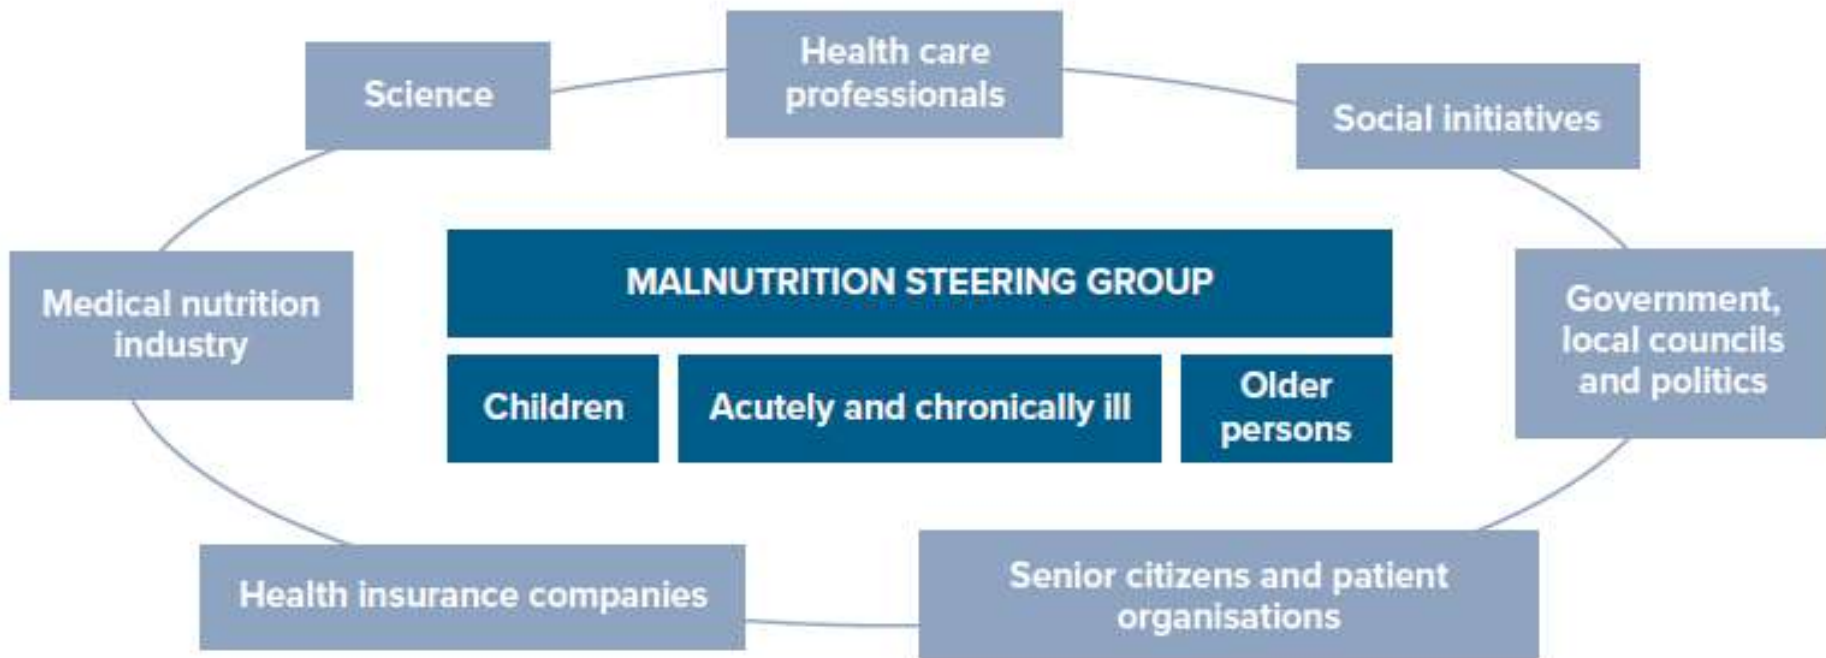 Health care
professionals
Science
Social initiatives
MALNUTRITION STEERING GROUP
Medical nutrition
industry
Government,
local councils
and politics
Children
Acutely and chronically ill
Older
persons
Health insurance companies
Senior citizens and patient
organisations